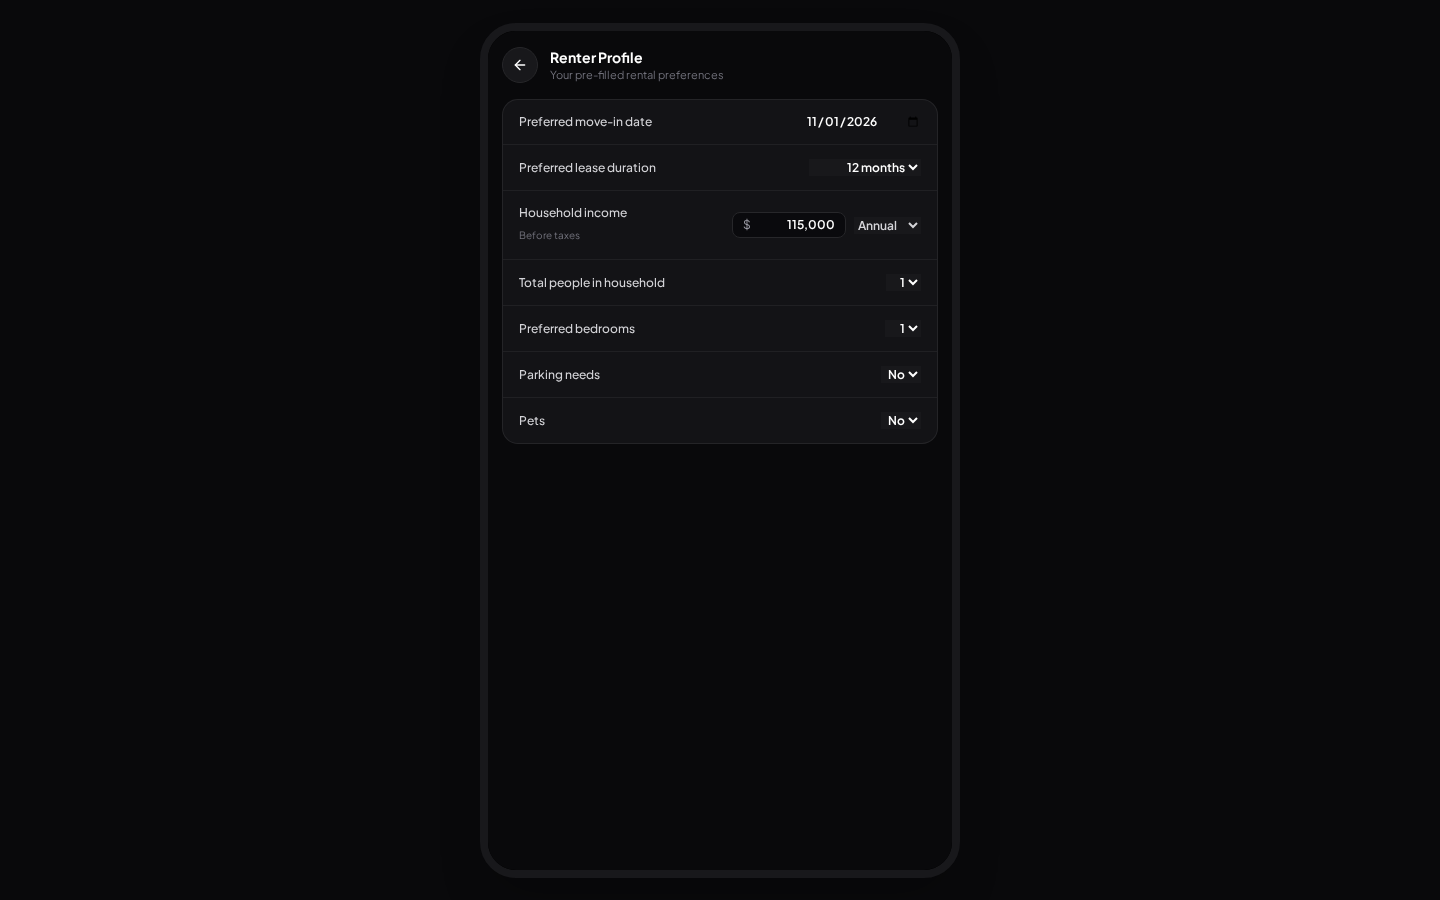 Renter Profile
Your pre-filled rental preferences
Preferred move-in date 11/01/2026
Preferred lease duration 12 months
Household income
Before taxes
$ 115,000 Annual
Total people in household 1
Preferred bedrooms 1
Parking needs No
Pets No